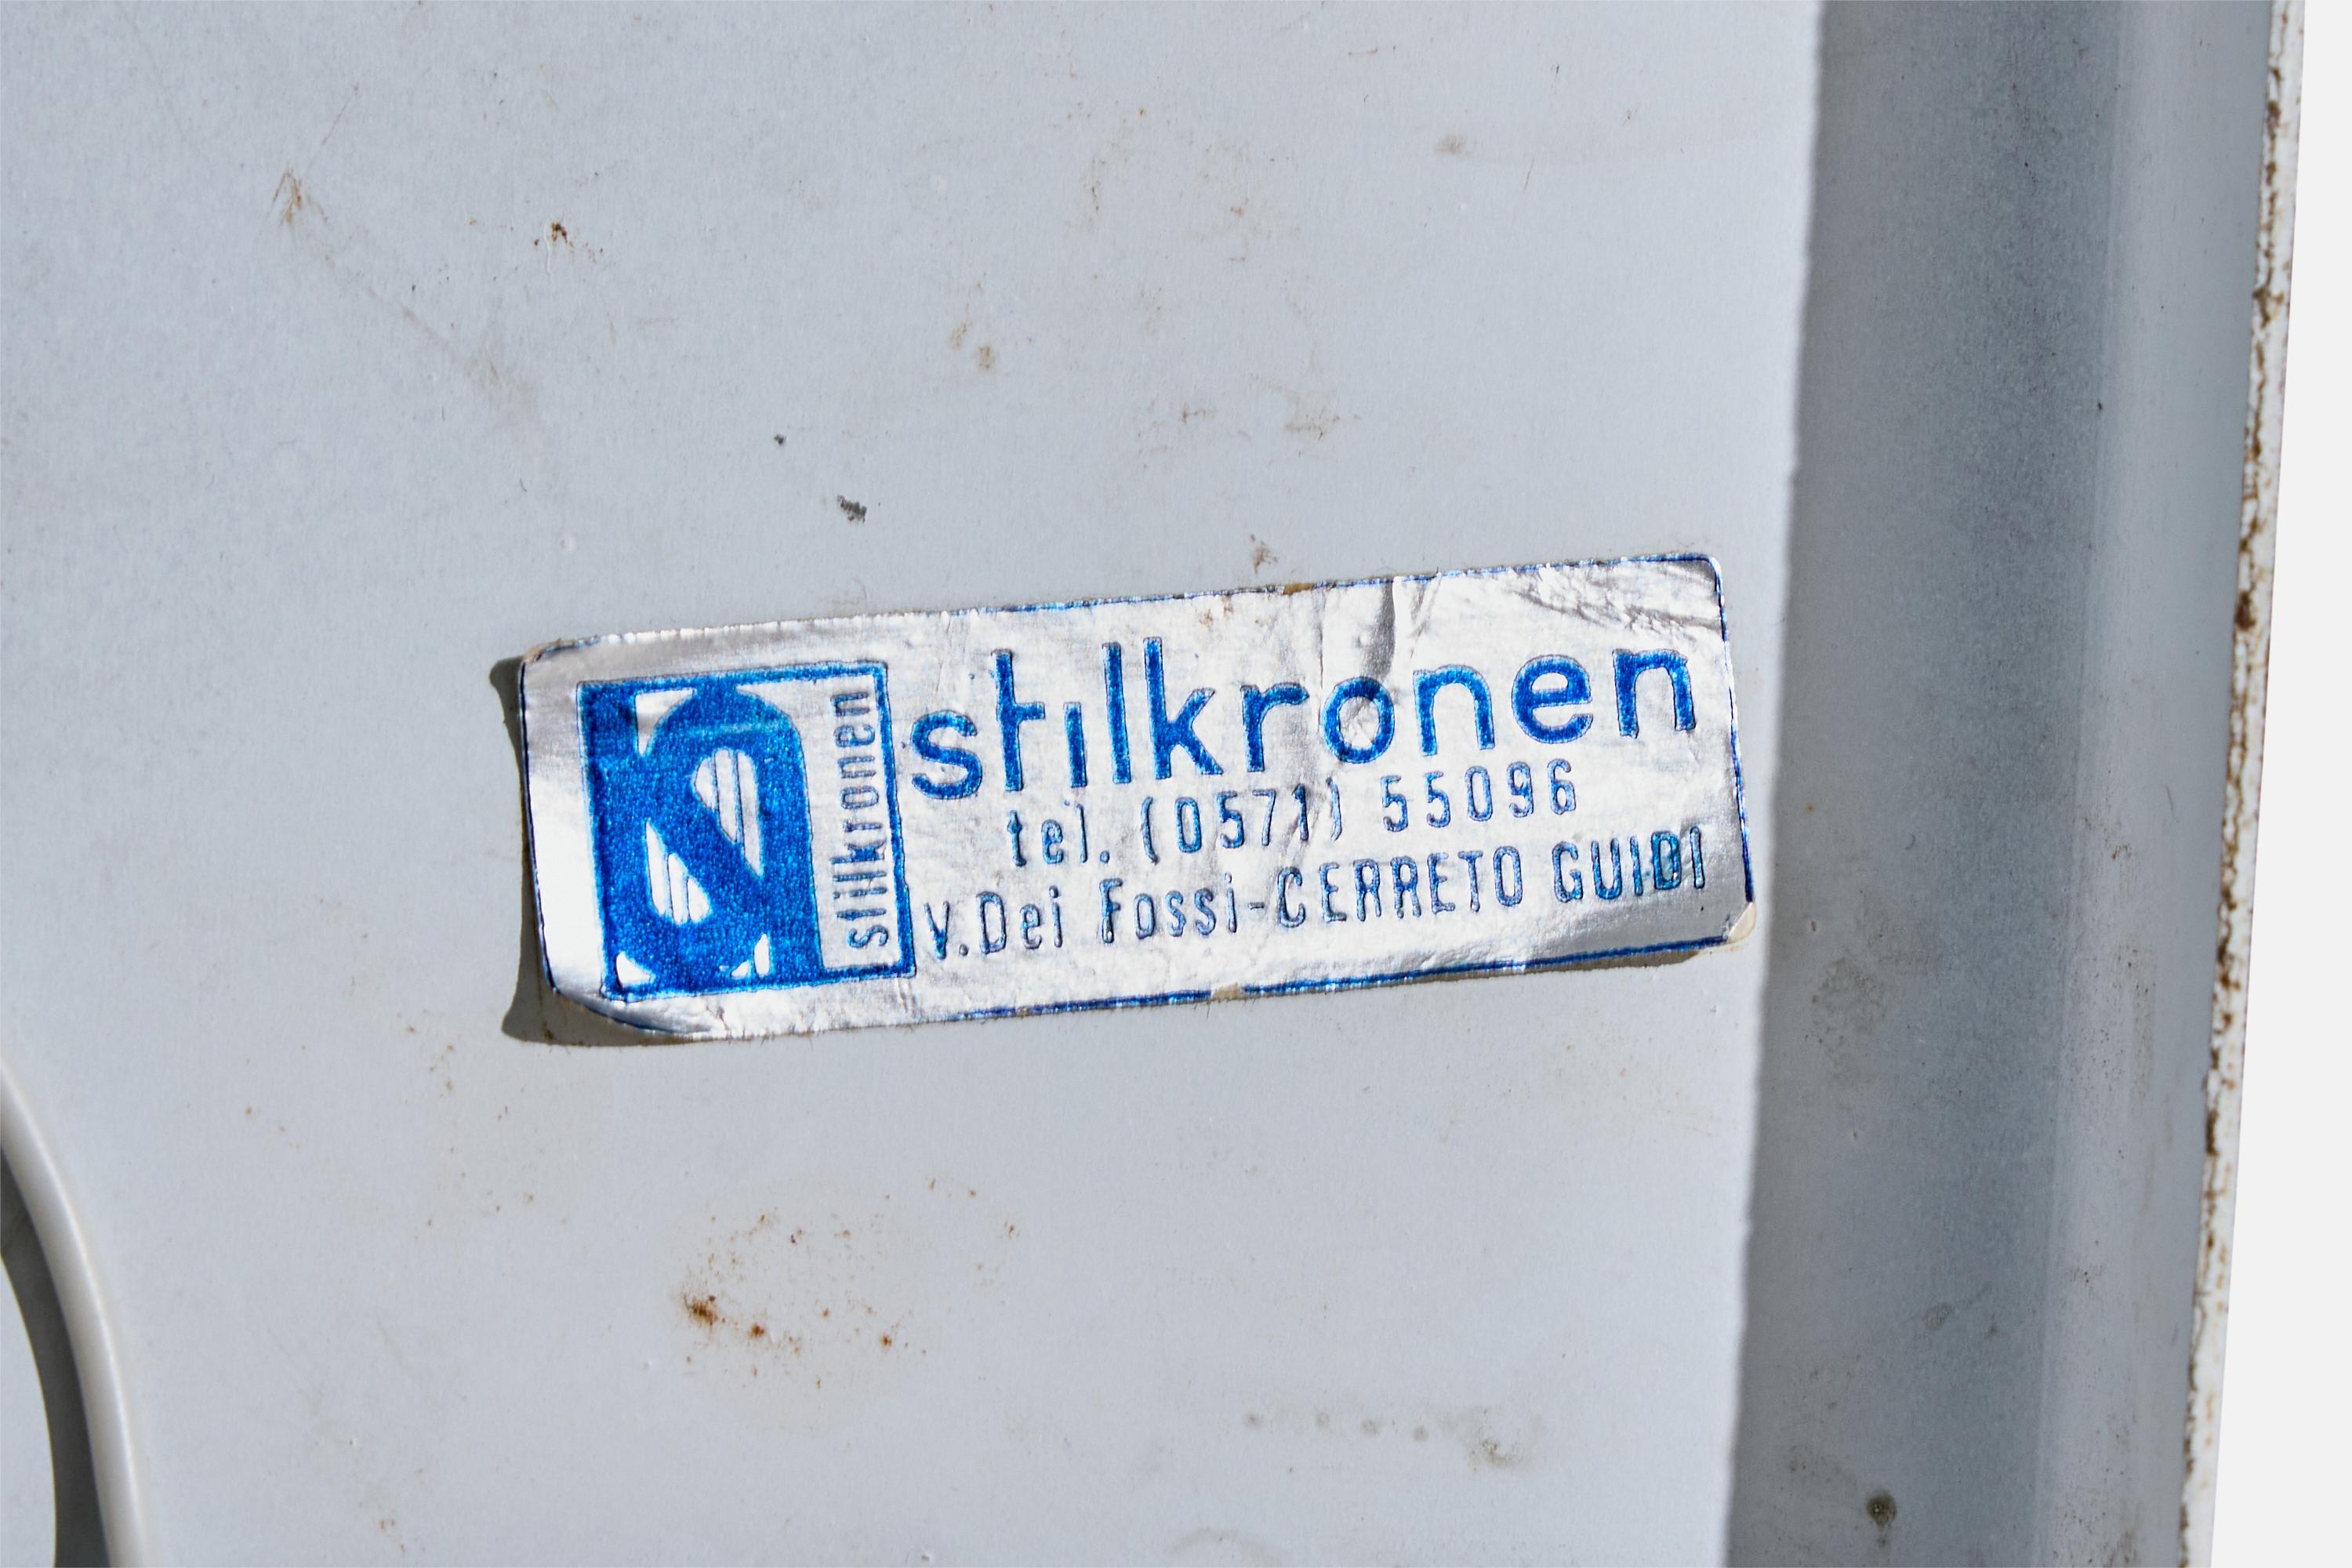 stilkronen
stilkronen
tel. (0571) 55096
v.Dei Fossi-CERRETO GUIDI